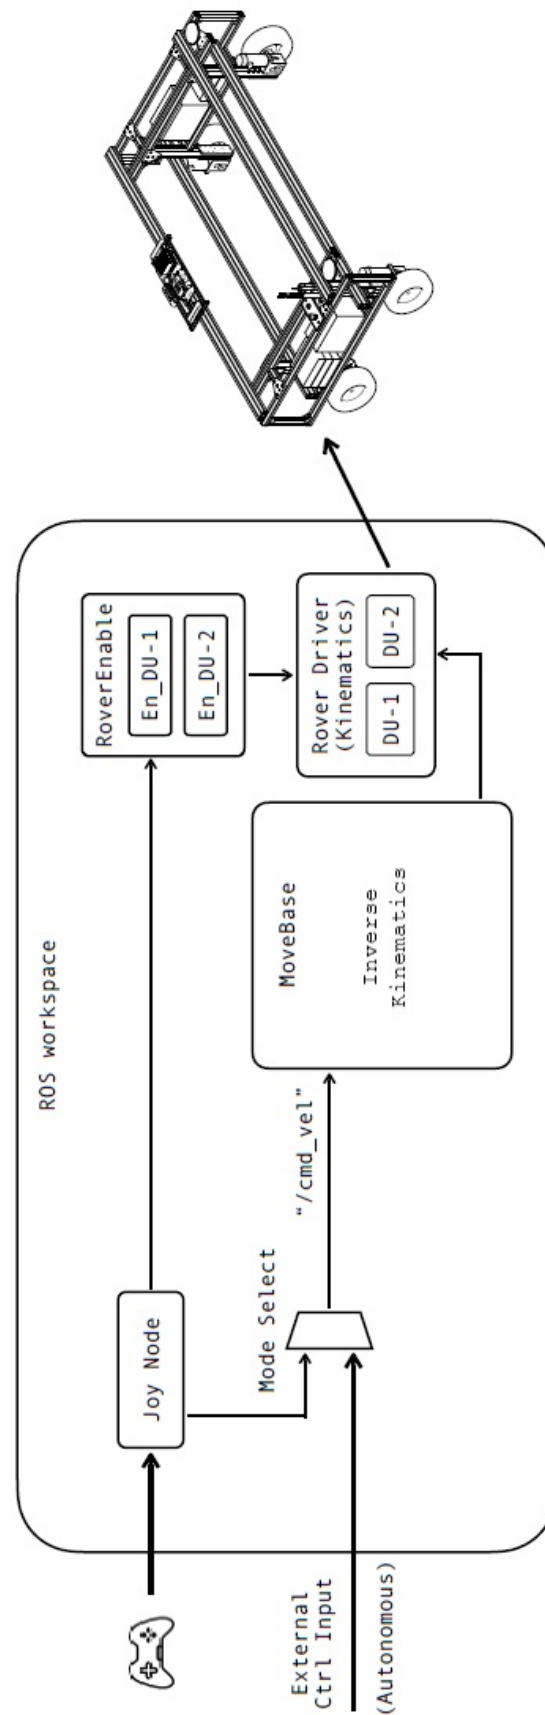 ROS workspace
Joy Node
RoverEnable
En_DU-1
En_DU-2
Mode Select
"/cmd_vel"
MoveBase
Inverse
Kinematics
Rover Driver
(Kinematics)
DU-1
DU-2
External
Ctrl Input
(Autonomous)